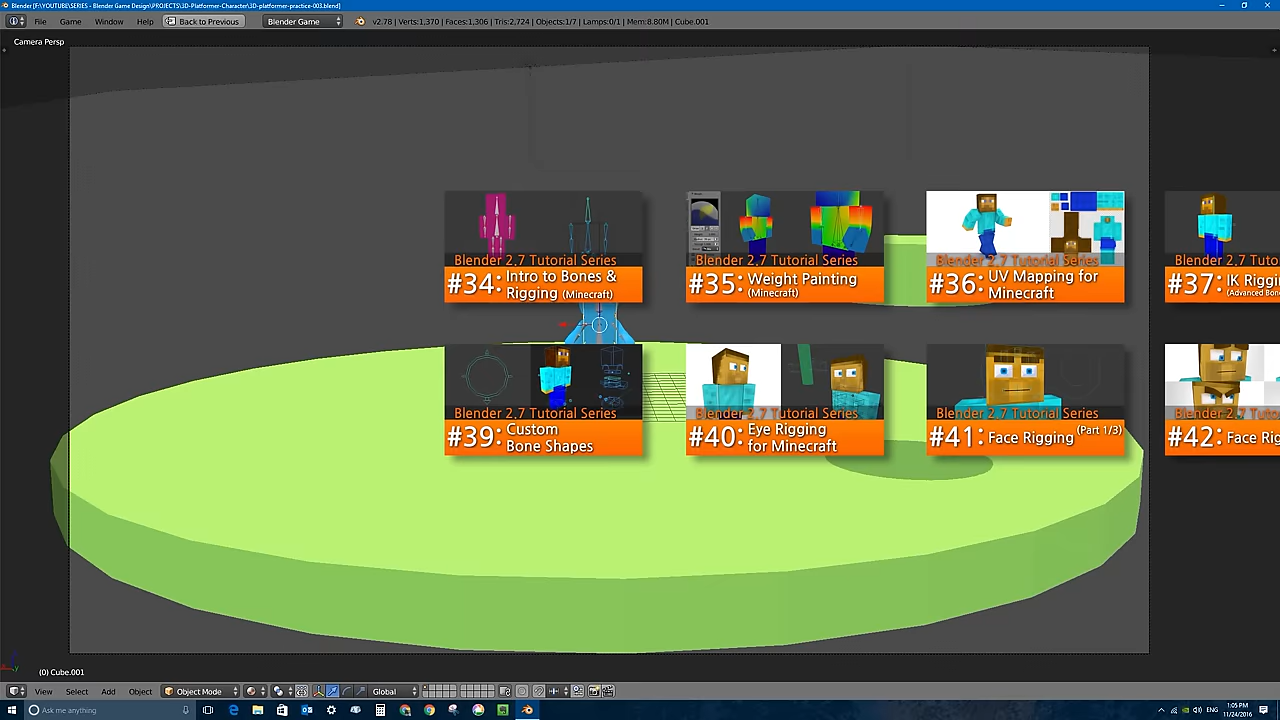 Blender [F:\YOUTUBE\SERIES - Blender Game Design\PROJECTS\3D-Platformer-Character\3D-platformer-practice-003.blend]
File Game Window Help Back to Previous Blender Game v2.78 | Verts:1,370 | Faces:1,306 | Tris:2,724 | Objects:1/7 | Lamps:0/1 | Mem:8.80M | Cube.001
Camera Persp
Blender 2.7 Tutorial Series
#34: Intro to Bones &
Rigging (Minecraft)
Blender 2.7 Tutorial Series
#35: Weight Painting
(Minecraft)
Blender 2.7 Tutorial Series
#36: UV Mapping for
Minecraft
Blender 2.7 Tuto
#37: IK Riggi
(Advanced Bon
Blender 2.7 Tutorial Series
#39: Custom
Bone Shapes
Blender 2.7 Tutorial Series
#40: Eye Rigging
for Minecraft
Blender 2.7 Tutorial Series
#41: Face Rigging (Part 1/3)
Blender 2.7 Tuto
#42: Face Rig
(0) Cube.001
View Select Add Object Object Mode Global
Ask me anything
ENG 1:05 PM
11/24/2016